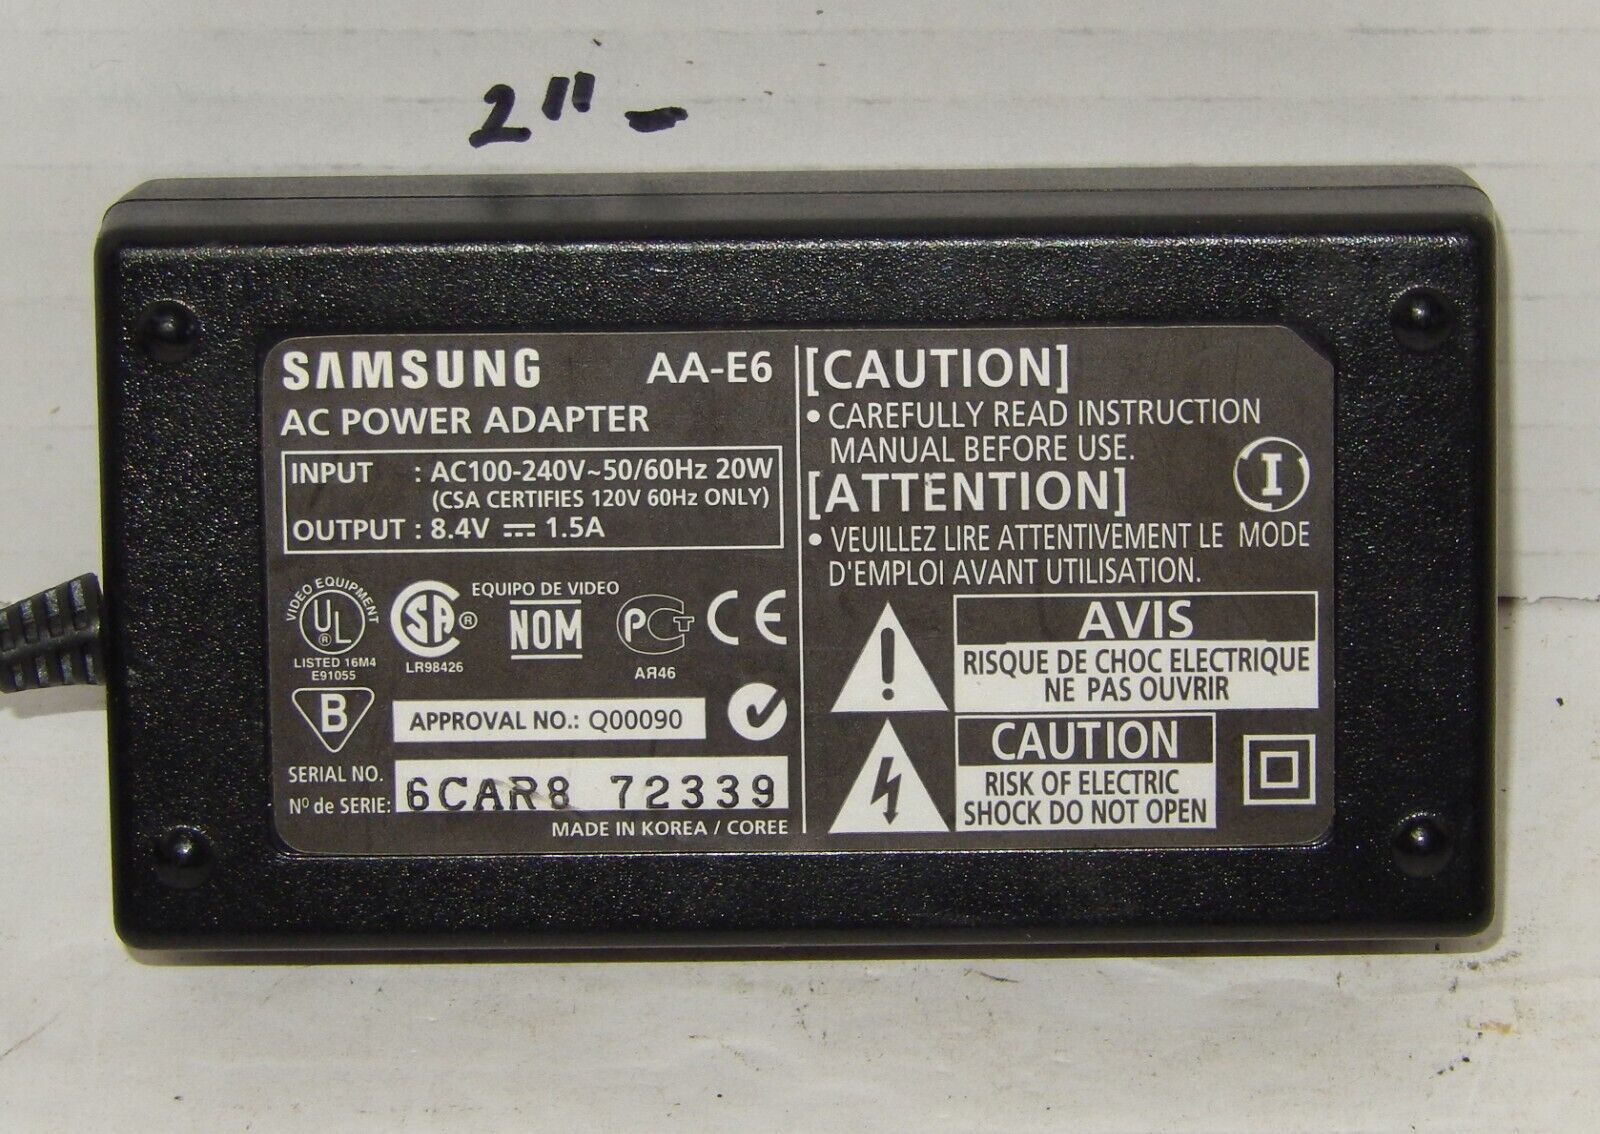 2" -
SAMSUNG AA-E6
AC POWER ADAPTER
INPUT : AC100-240V~50/60Hz 20W
(CSA CERTIFIES 120V 60Hz ONLY)
OUTPUT : 8.4V ⎓ 1.5A
VIDEO EQUIPMENT
UL ®
LISTED 16M4
E91055
SA ®
LR98426
EQUIPO DE VIDEO
NOM
PCT
AЯ46
CE
B
APPROVAL NO.: Q00090
SERIAL NO.
Nº de SERIE: 6CAR8 72339
MADE IN KOREA / COREE
[CAUTION]
• CAREFULLY READ INSTRUCTION
MANUAL BEFORE USE.
[ATTENTION]
• VEUILLEZ LIRE ATTENTIVEMENT LE
D'EMPLOI AVANT UTILISATION.
I
MODE
!
AVIS
RISQUE DE CHOC ELECTRIQUE
NE PAS OUVRIR
CAUTION
RISK OF ELECTRIC
SHOCK DO NOT OPEN